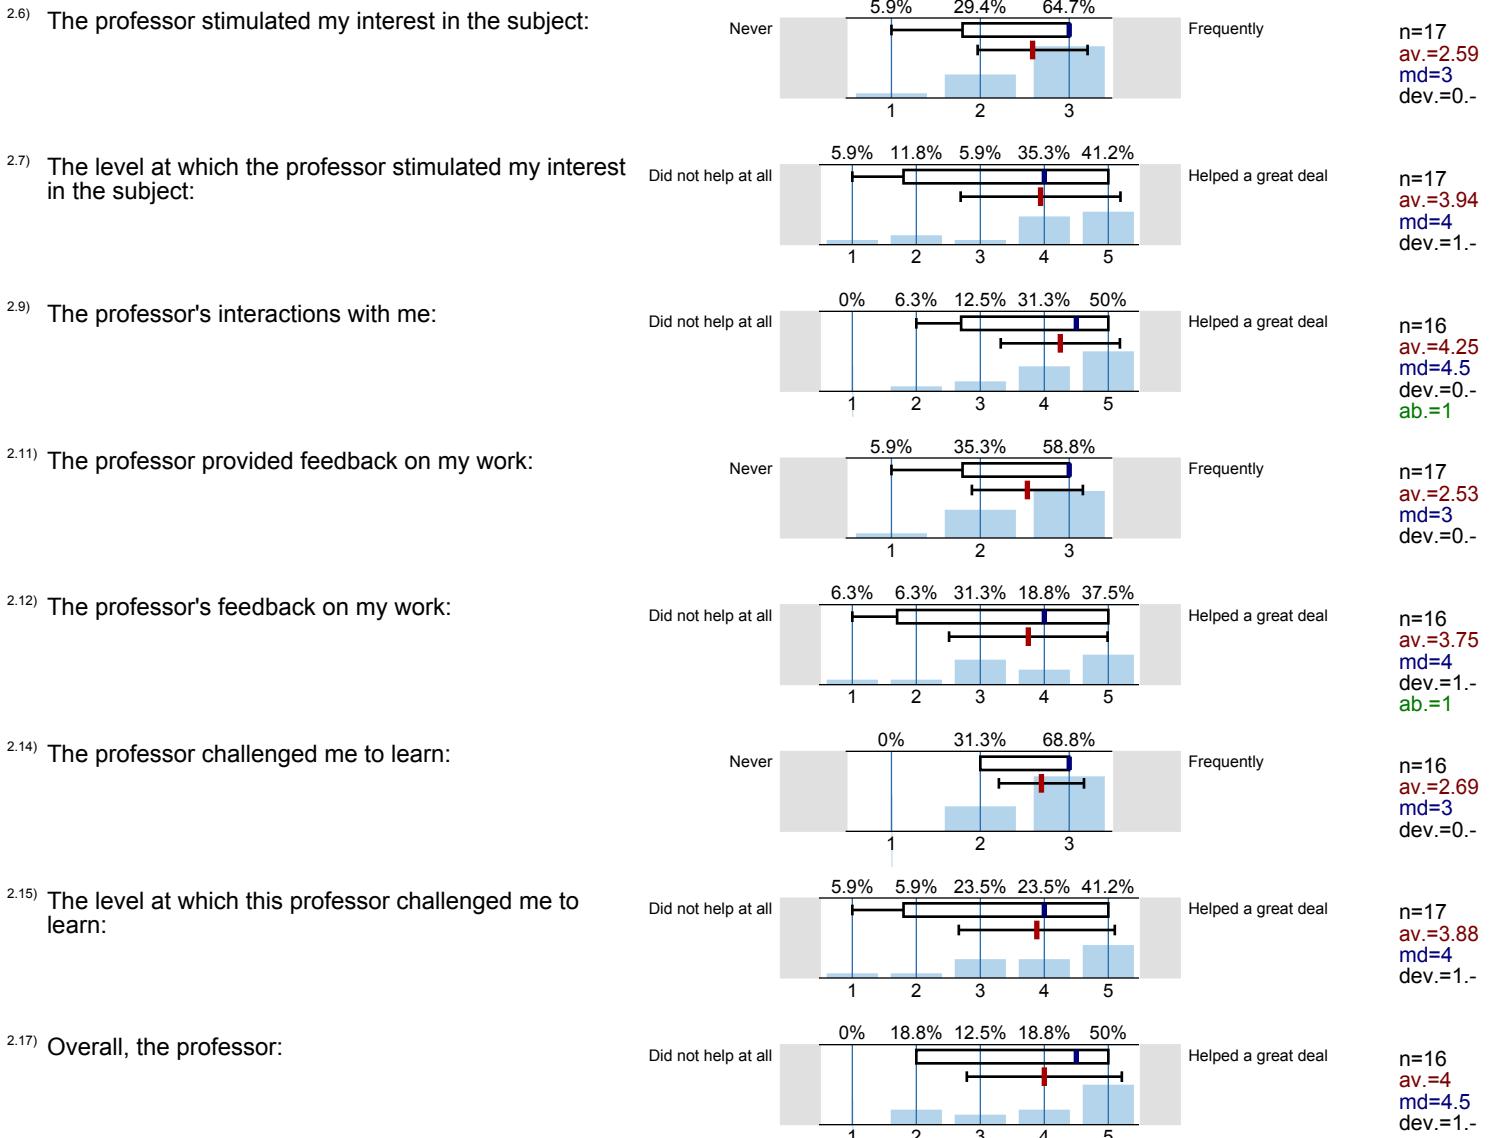 5.9% 29.4% 64.7%
2.6) The professor stimulated my interest in the subject:
Never Frequently
1 2 3
n=17
av.=2.59
md=3
dev.=0.-
5.9% 11.8% 5.9% 35.3% 41.2%
2.7) The level at which the professor stimulated my interest
in the subject:
Did not help at all Helped a great deal
1 2 3 4 5
n=17
av.=3.94
md=4
dev.=1.-
0% 6.3% 12.5% 31.3% 50%
2.9) The professor's interactions with me:
Did not help at all Helped a great deal
1 2 3 4 5
n=16
av.=4.25
md=4.5
dev.=0.-
ab.=1
5.9% 35.3% 58.8%
2.11) The professor provided feedback on my work:
Never Frequently
1 2 3
n=17
av.=2.53
md=3
dev.=0.-
6.3% 6.3% 31.3% 18.8% 37.5%
2.12) The professor's feedback on my work:
Did not help at all Helped a great deal
1 2 3 4 5
n=16
av.=3.75
md=4
dev.=1.-
ab.=1
0% 31.3% 68.8%
2.14) The professor challenged me to learn:
Never Frequently
1 2 3
n=16
av.=2.69
md=3
dev.=0.-
5.9% 5.9% 23.5% 23.5% 41.2%
2.15) The level at which this professor challenged me to
learn:
Did not help at all Helped a great deal
1 2 3 4 5
n=17
av.=3.88
md=4
dev.=1.-
0% 18.8% 12.5% 18.8% 50%
2.17) Overall, the professor:
Did not help at all Helped a great deal
1 2 3 4 5
n=16
av.=4
md=4.5
dev.=1.-